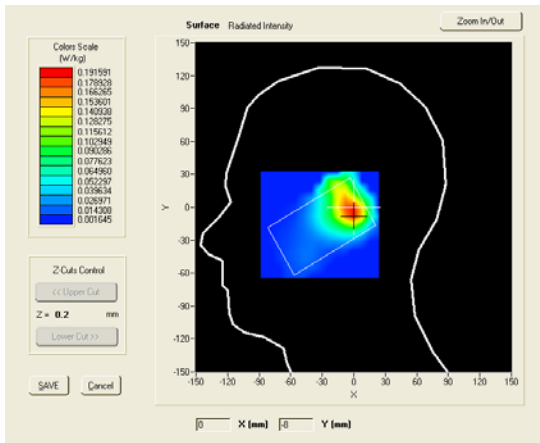 Surface Radiated Intensity
Zoom In/Out
Colors Scale
(W/kg)
0.191591
0.178928
0.166265
0.153601
0.140938
0.128275
0.115612
0.102949
0.090286
0.077623
0.064960
0.052297
0.039634
0.026971
0.014308
0.001645
150
120
90
60
30
0
-30
-60
-90
-120
-150
Y
-150 -120 -90 -60 -30 0 30 60 90 120 150
X
Z-Cuts Control
<< Upper Cut
Z = 0.2 mm
Lower Cut >>
SAVE Cancel
0 X (mm) -8 Y (mm)